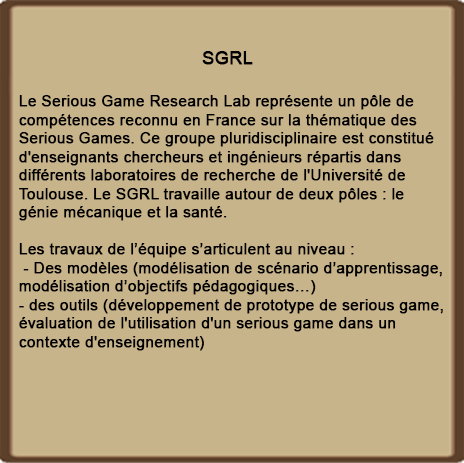 SGRL
Le Serious Game Research Lab représente un pôle de
compétences reconnu en France sur la thématique des
Serious Games. Ce groupe pluridisciplinaire est constitué
d'enseignants chercheurs et ingénieurs répartis dans
différents laboratoires de recherche de l'Université de
Toulouse. Le SGRL travaille autour de deux pôles : le
génie mécanique et la santé.
Les travaux de l’équipe s’articulent au niveau :
- Des modèles (modélisation de scénario d’apprentissage,
modélisation d’objectifs pédagogiques…)
- des outils (développement de prototype de serious game,
évaluation de l'utilisation d'un serious game dans un
contexte d'enseignement)